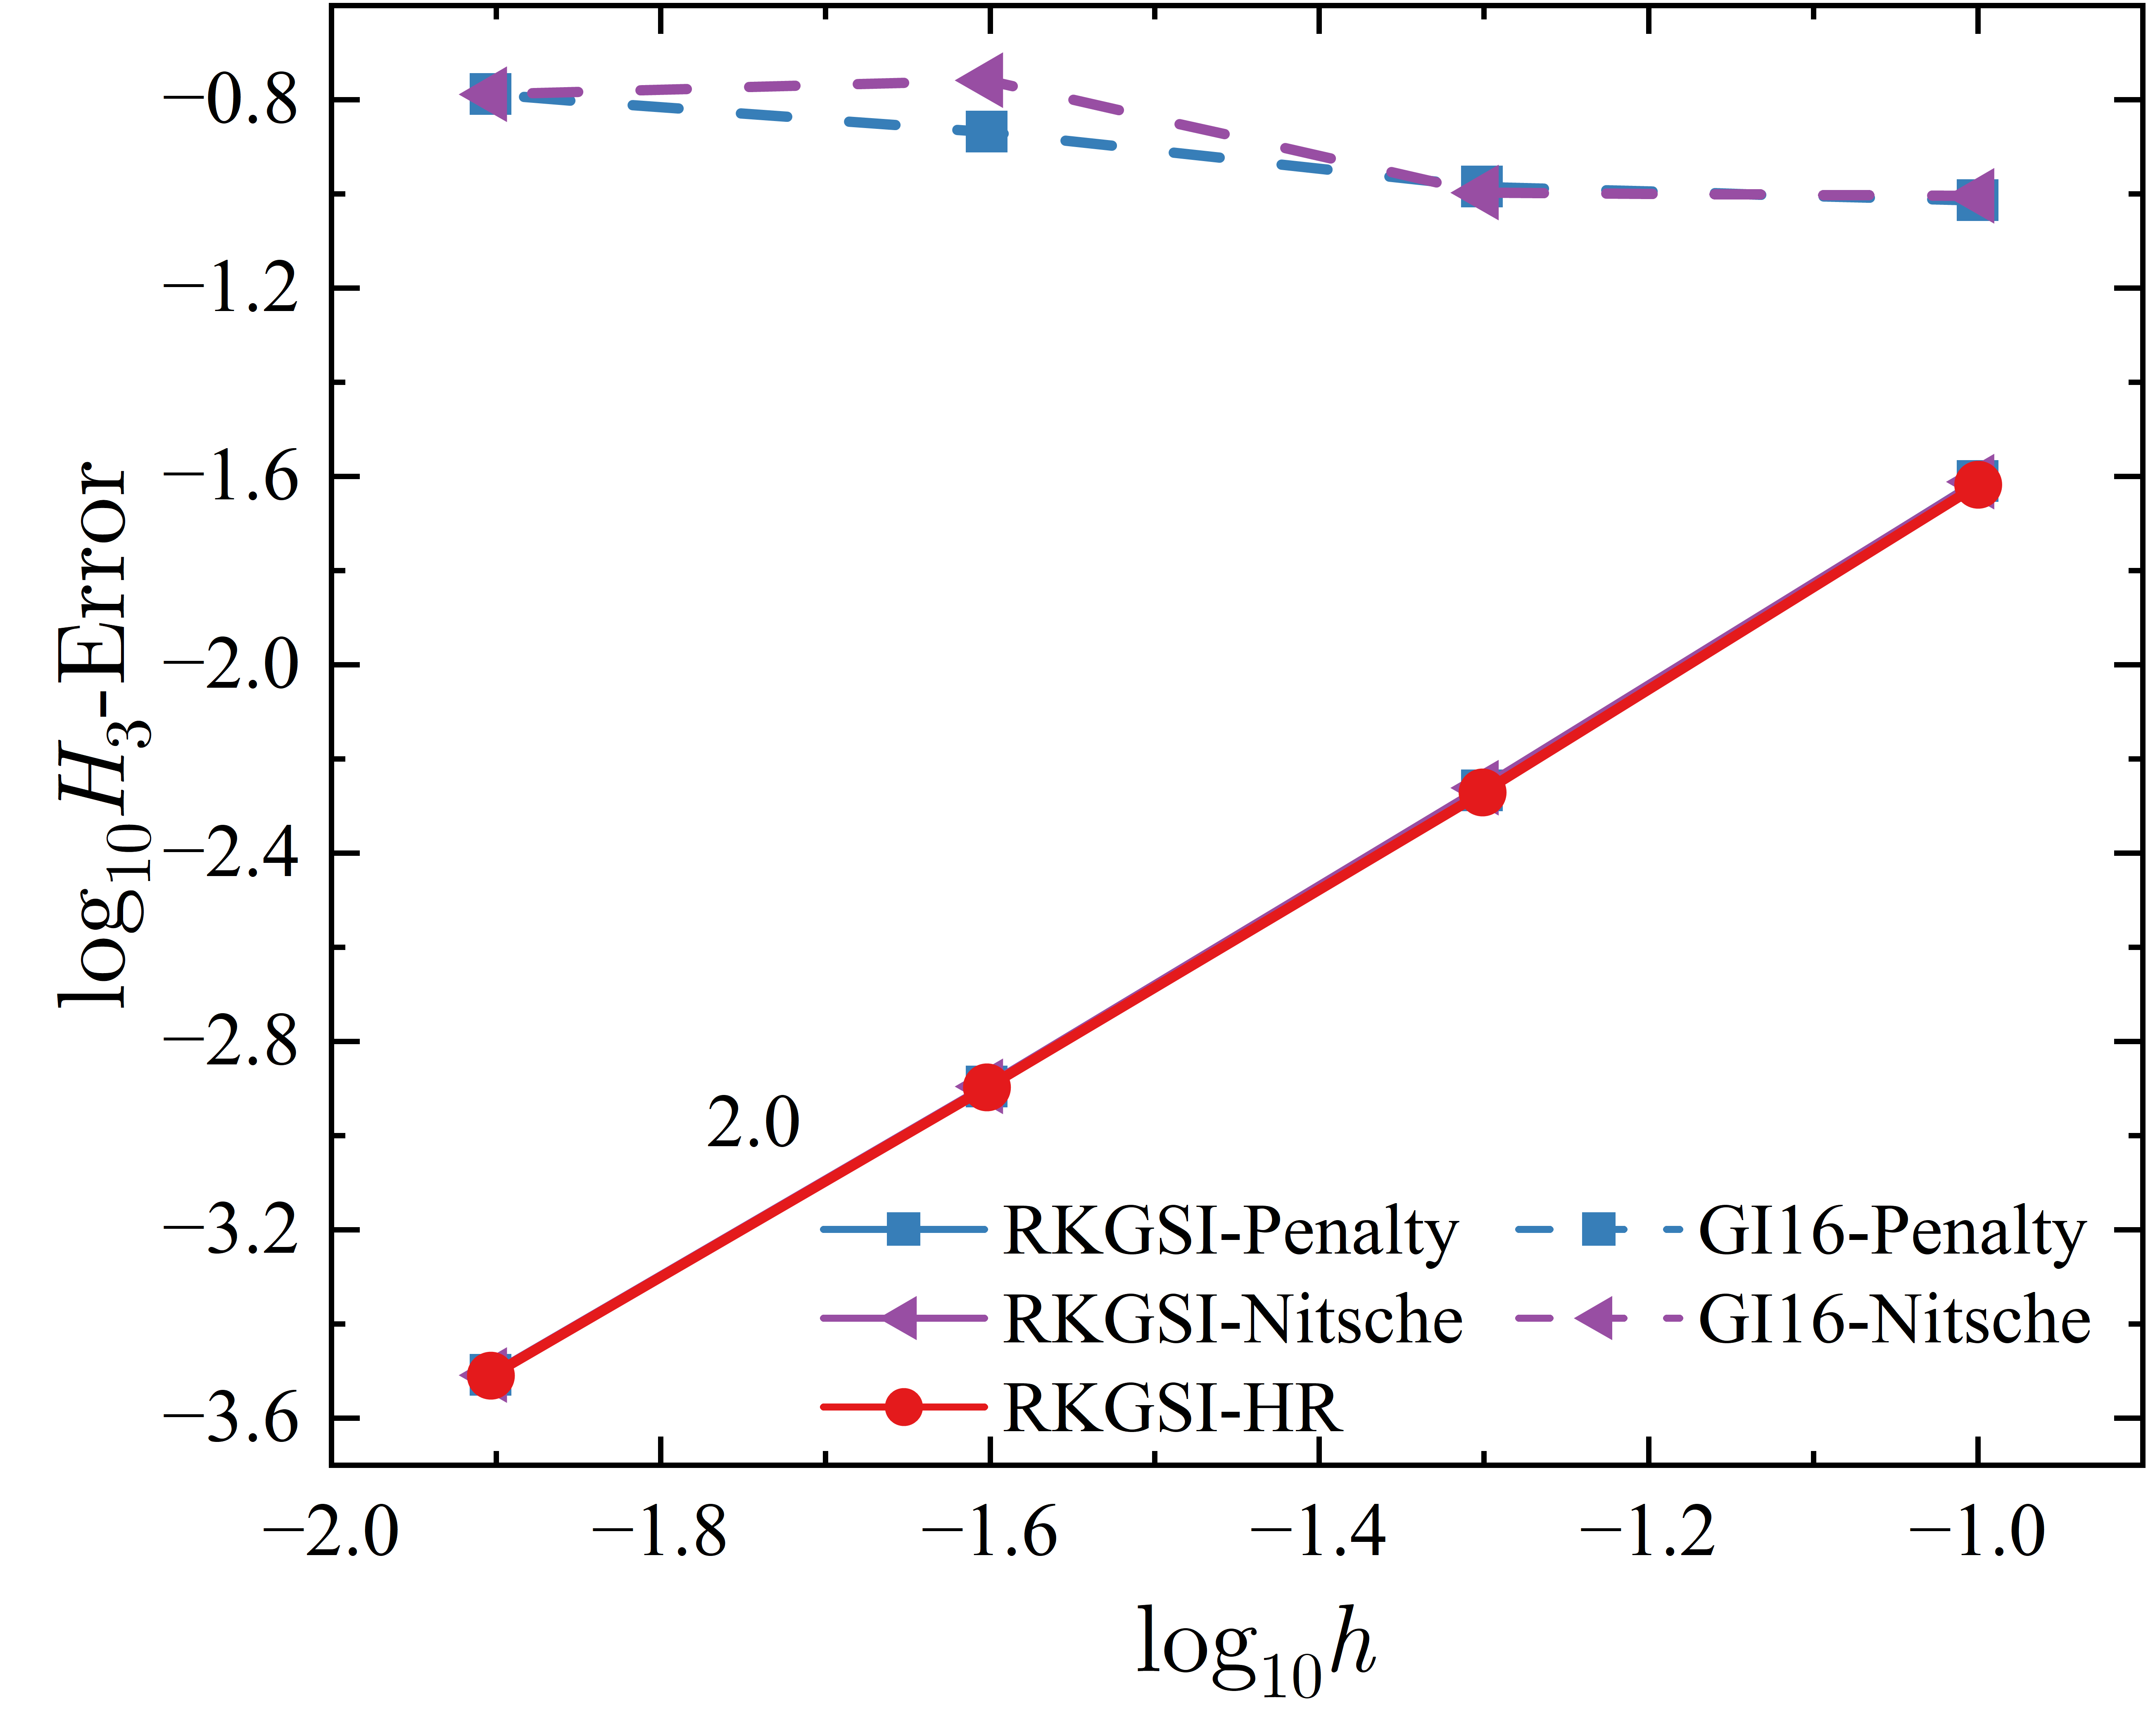 log₁₀H₃-Error
−0.8
−1.2
−1.6
−2.0
−2.4
−2.8
−3.2
−3.6
2.0
RKGSI-Penalty GI16-Penalty
RKGSI-Nitsche GI16-Nitsche
RKGSI-HR
−2.0 −1.8 −1.6 −1.4 −1.2 −1.0
log₁₀h